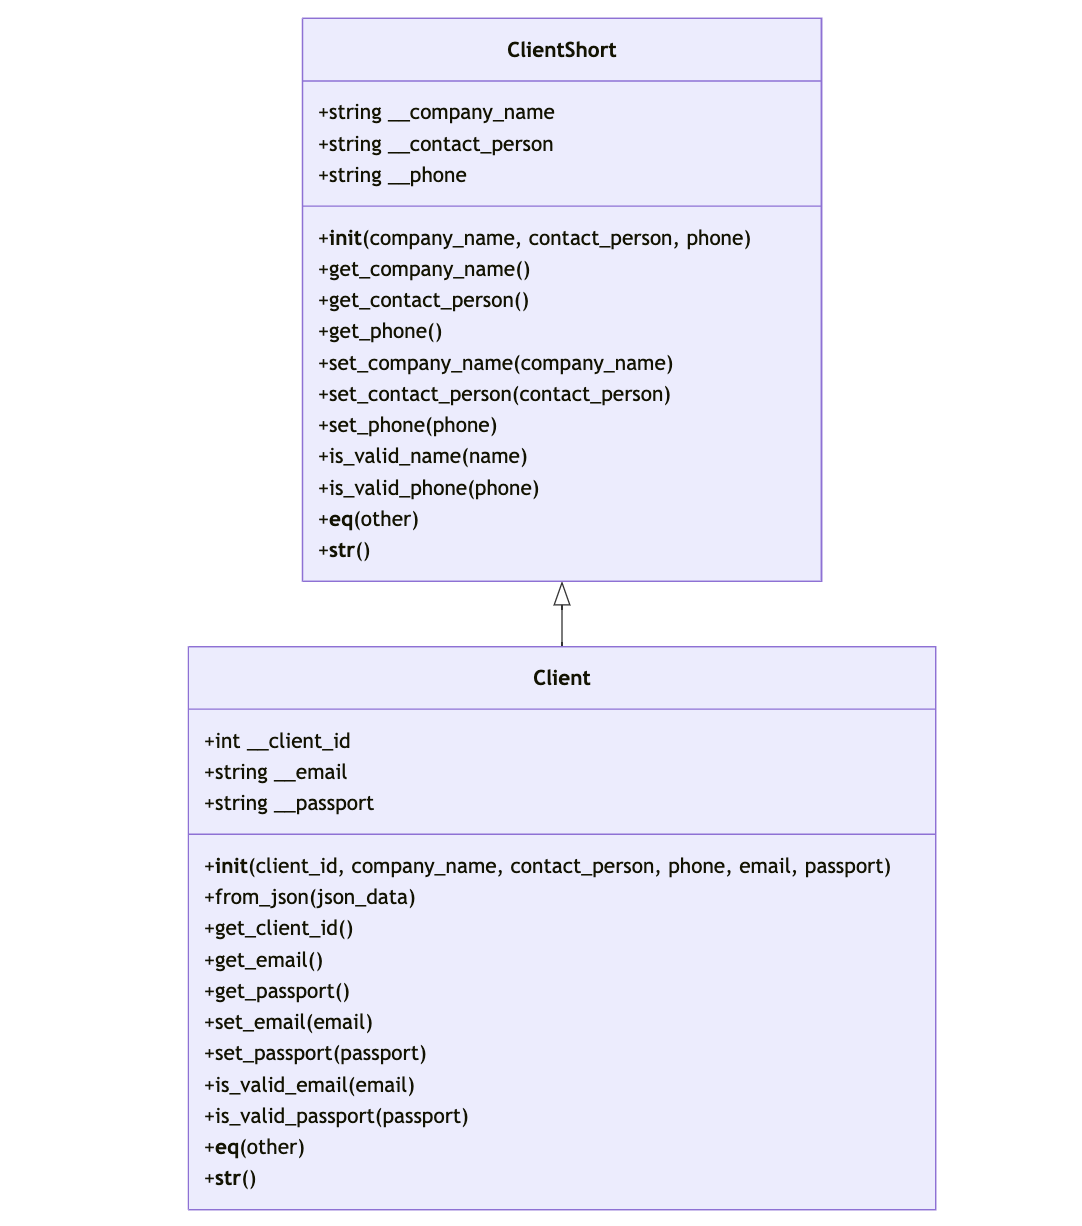 ClientShort
+string __company_name
+string __contact_person
+string __phone
+init(company_name, contact_person, phone)
+get_company_name()
+get_contact_person()
+get_phone()
+set_company_name(company_name)
+set_contact_person(contact_person)
+set_phone(phone)
+is_valid_name(name)
+is_valid_phone(phone)
+eq(other)
+str()
Client
+int __client_id
+string __email
+string __passport
+init(client_id, company_name, contact_person, phone, email, passport)
+from_json(json_data)
+get_client_id()
+get_email()
+get_passport()
+set_email(email)
+set_passport(passport)
+is_valid_email(email)
+is_valid_passport(passport)
+eq(other)
+str()